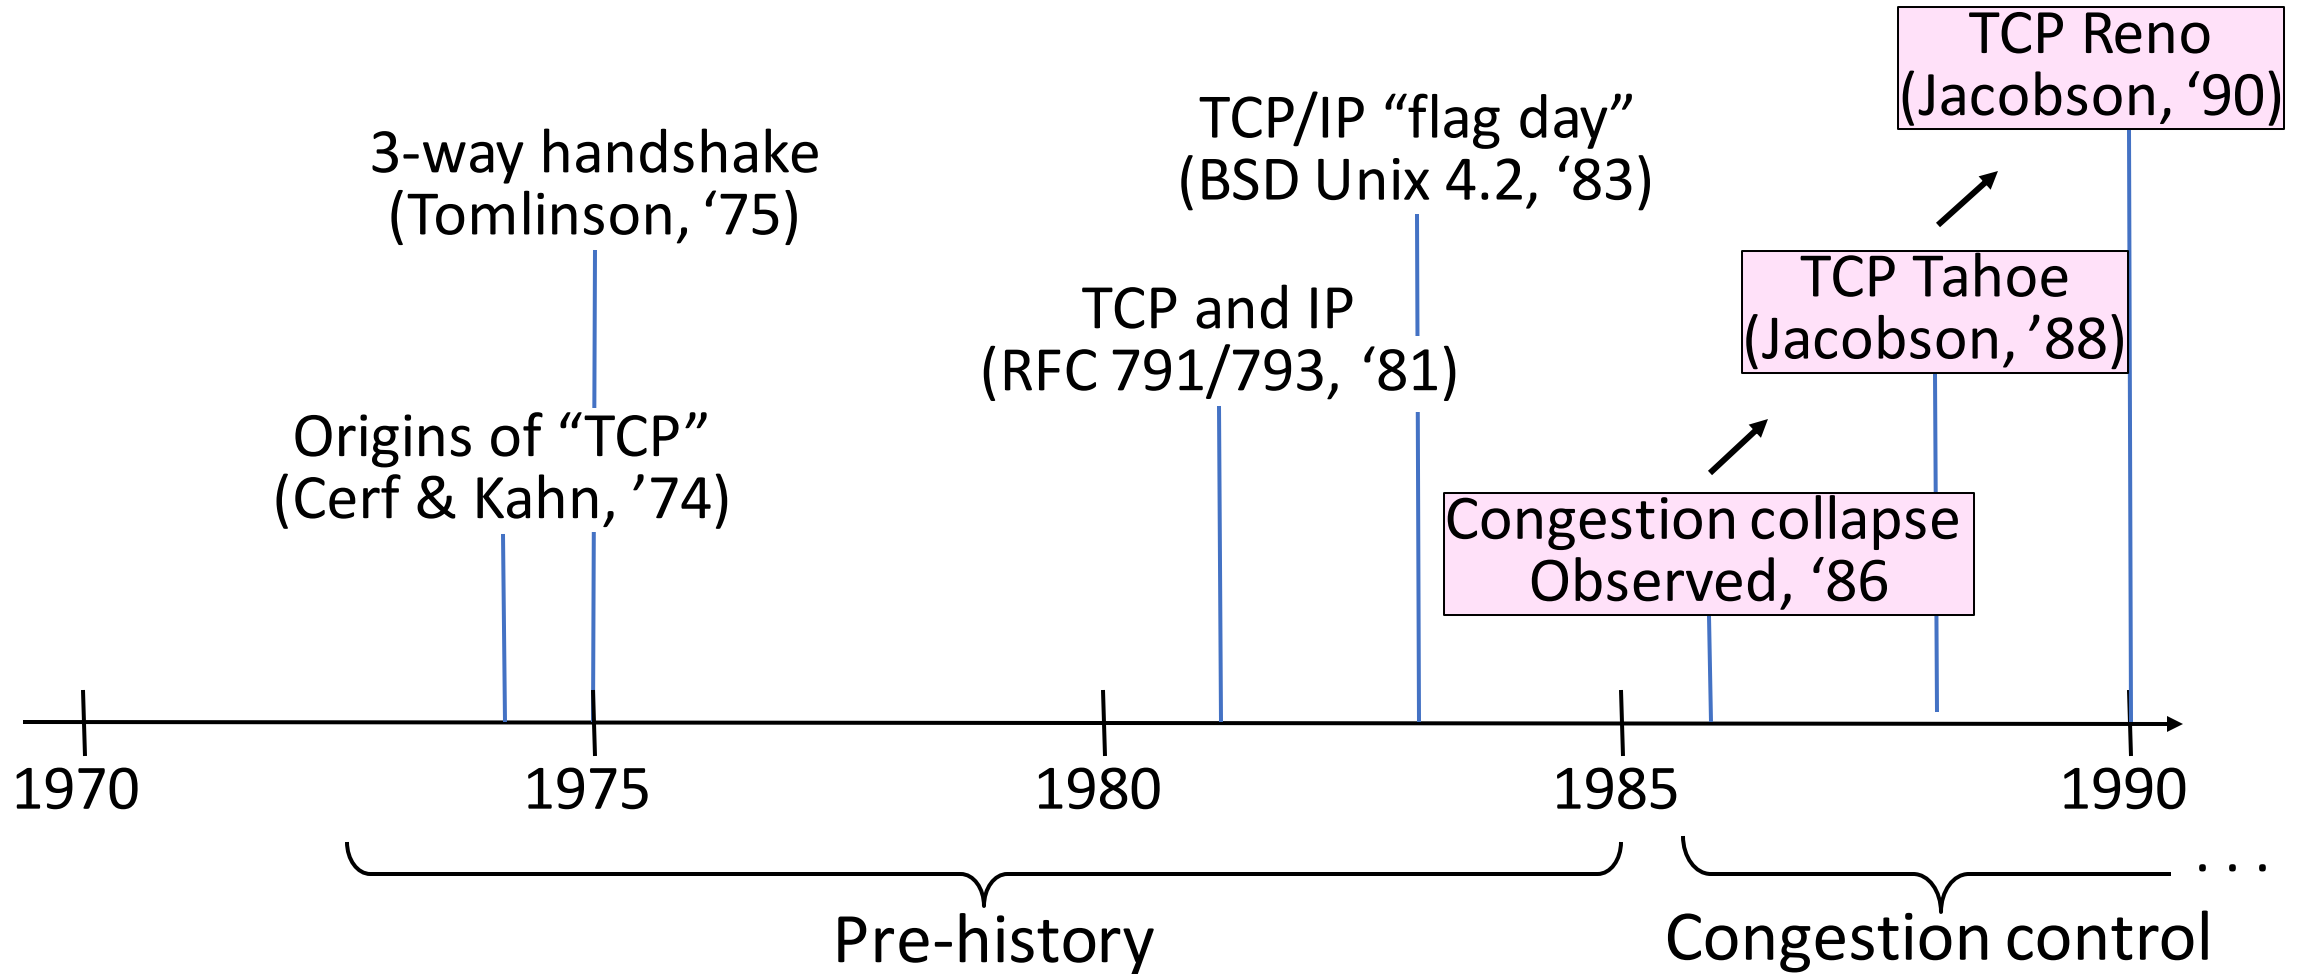 TCP Reno
(Jacobson, ‘90)
TCP/IP “flag day”
(BSD Unix 4.2, ‘83)
3-way handshake
(Tomlinson, ‘75)
TCP Tahoe
(Jacobson, ’88)
TCP and IP
(RFC 791/793, ‘81)
Origins of “TCP”
(Cerf & Kahn, ’74)
Congestion collapse
Observed, ‘86
1970 1975 1980 1985 1990
. . .
Pre-history Congestion control